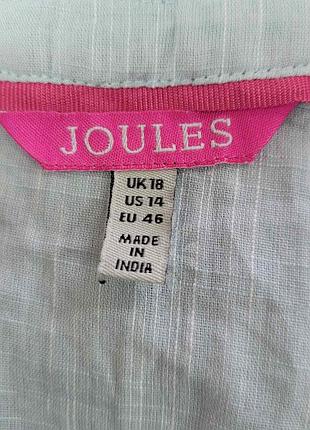 JOULES
UK 18
US 14
EU 46
MADE
IN
INDIA